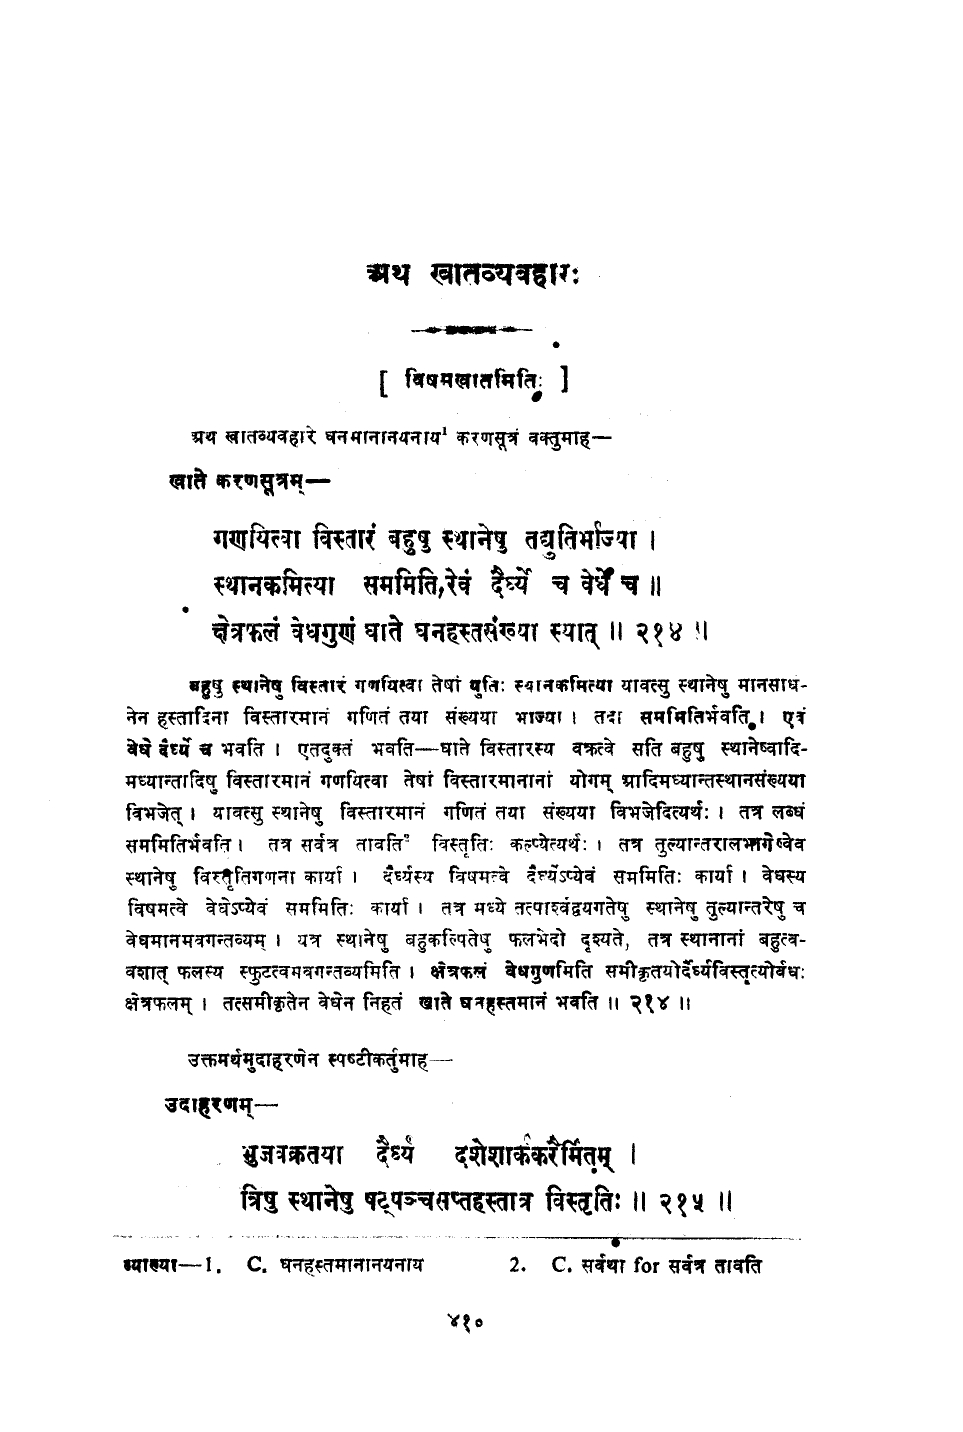 अथ खातव्यवहारः
[ विषमखातमितिः ]
अथ खातव्यवहारे घनमानानयनाय¹ करणसूत्रं वक्तुमाह—
खाते करणसूत्रम्—
गणयित्वा विस्तारं बहुषु स्थानेषु तद्युतिर्भाज्या ।
स्थानकमित्या सममिति,रेवं दैर्घ्ये च वेधे च ॥
क्षेत्रफलं वेधगुणं घाते घनहस्तसंख्या स्यात् ॥ २१४ ॥
बहुषु स्थानेषु विस्तारं गणयित्वा तेषां युतिः स्थानकमित्या यावत्सु स्थानेषु मानसाध-
नेन हस्तादिना विस्तारमानं गणितं तया संख्यया भाज्या । तदा सममितिर्भवति । एवं
वेधे दैर्घ्ये च भवति । एतदुक्तं भवति—घाते विस्तारस्य वक्रत्वे सति बहुषु स्थानेष्वादि-
मध्यान्तादिषु विस्तारमानं गणयित्वा तेषां विस्तारमानानां योगम् आदिमध्यान्तस्थानसंख्यया
विभजेत् । यावत्सु स्थानेषु विस्तारमानं गणितं तया संख्यया विभजेदित्यर्थः । तत्र लब्धं
सममितिर्भवति । तत्र सर्वत्र तावति² विस्तृतिः कल्प्येत्यर्थः । तत्र तुल्यान्तरालभागेष्वेव
स्थानेषु विस्तृतिगणना कार्या । दैर्घ्यस्य विषमत्वे दैर्घ्येऽप्येवं सममितिः कार्या । वेधस्य
विषमत्वे वेधेऽप्येवं सममितिः कार्या । तत्र मध्ये तत्पार्श्वद्वयगतेषु स्थानेषु तुल्यान्तरेषु च
वेधमानमवगन्तव्यम् । यत्र स्थानेषु बहुकल्पितेषु फलभेदो दृश्यते, तत्र स्थानानां बहुत्व-
वशात् फलस्य स्फुटत्वमवगन्तव्यमिति । क्षेत्रफलं वेधगुणमिति समीकृतयोर्दैर्घ्यविस्तृत्योर्वधः
क्षेत्रफलम् । तत्समीकृतेन वेधेन निहतं खाते घनहस्तमानं भवति ॥ २१४ ॥
उक्तमर्थमुदाहरणेन स्पष्टीकर्तुमाह—
उदाहरणम्—
भुजवक्रतया दैर्घ्यं दशेशार्ककरैर्मितम् ।
त्रिषु स्थानेषु षट्पञ्चसप्तहस्तात्र विस्तृतिः ॥ २१५ ॥
व्याख्या—1. C. घनहस्तमानानयनाय 2. C. सर्वथा for सर्वत्र तावति
४१०